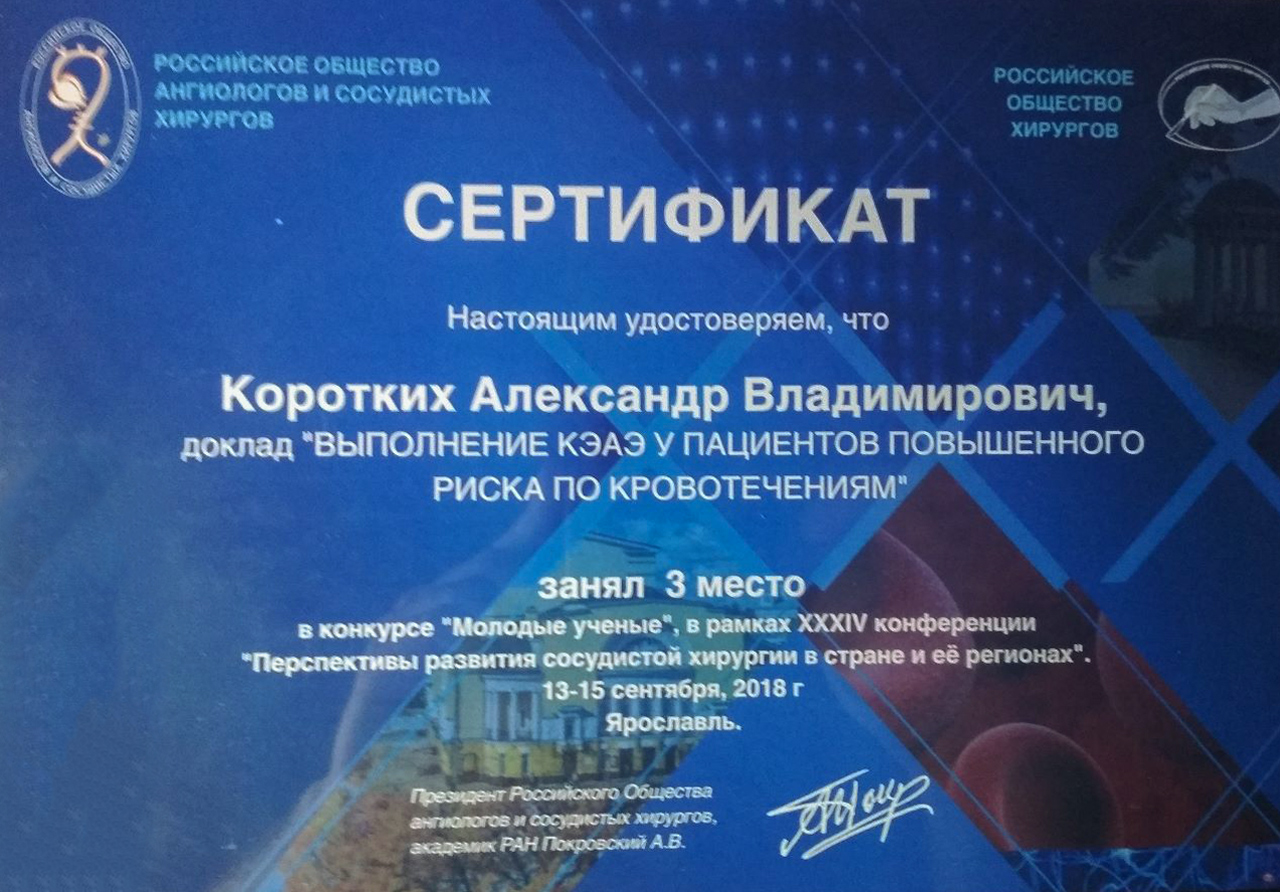 РОССИЙСКОЕ ОБЩЕСТВО
АНГИОЛОГОВ И СОСУДИСТЫХ
ХИРУРГОВ
РОССИЙСКОЕ
ОБЩЕСТВО
ХИРУРГОВ
СЕРТИФИКАТ
Настоящим удостоверяем, что
Коротких Александр Владимирович,
доклад "ВЫПОЛНЕНИЕ КЭАЭ У ПАЦИЕНТОВ ПОВЫШЕННОГО
РИСКА ПО КРОВОТЕЧЕНИЯМ"
занял 3 место
в конкурсе "Молодые ученые", в рамках XXXIV конференции
"Перспективы развития сосудистой хирургии в стране и её регионах".
13-15 сентября, 2018 г
Ярославль.
Президент Российского Общества
ангиологов и сосудистых хирургов,
академик РАН Покровский А.В.